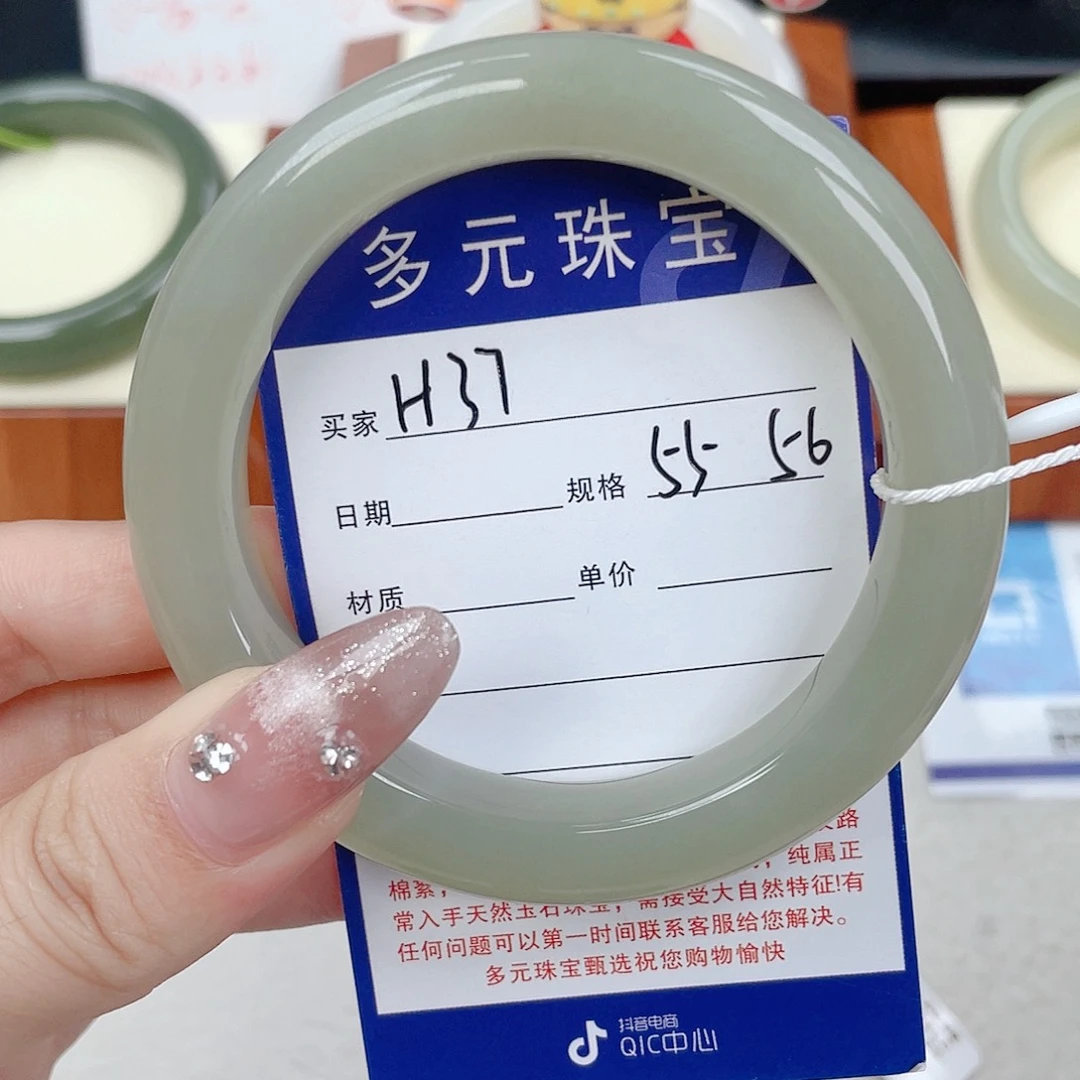 多元珠宝
买家 H37
日期 规格 55 56
材质 单价
路
棉絮， ，纯属正
常入手天然玉石珠宝，需接受大自然特征!有
任何问题可以第一时间联系客服给您解决。
多元珠宝甄选祝您购物愉快
抖音电商
QIC中心